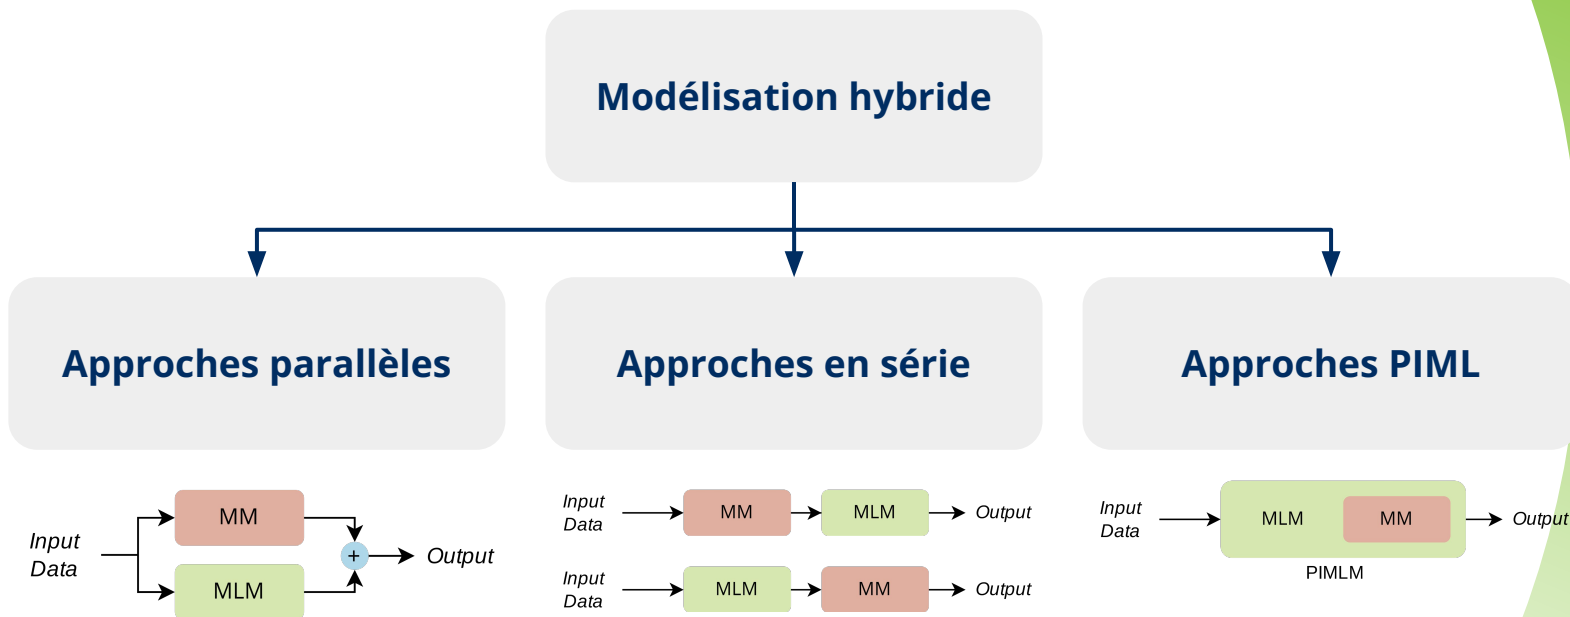 Modélisation hybride
Approches parallèles
Approches en série
Approches PIML
Input
Data
MM
MLM
+
Output
Input
Data
MM
MLM
Output
Input
Data
MLM
MM
Output
Input
Data
MLM
MM
Output
PIMLM